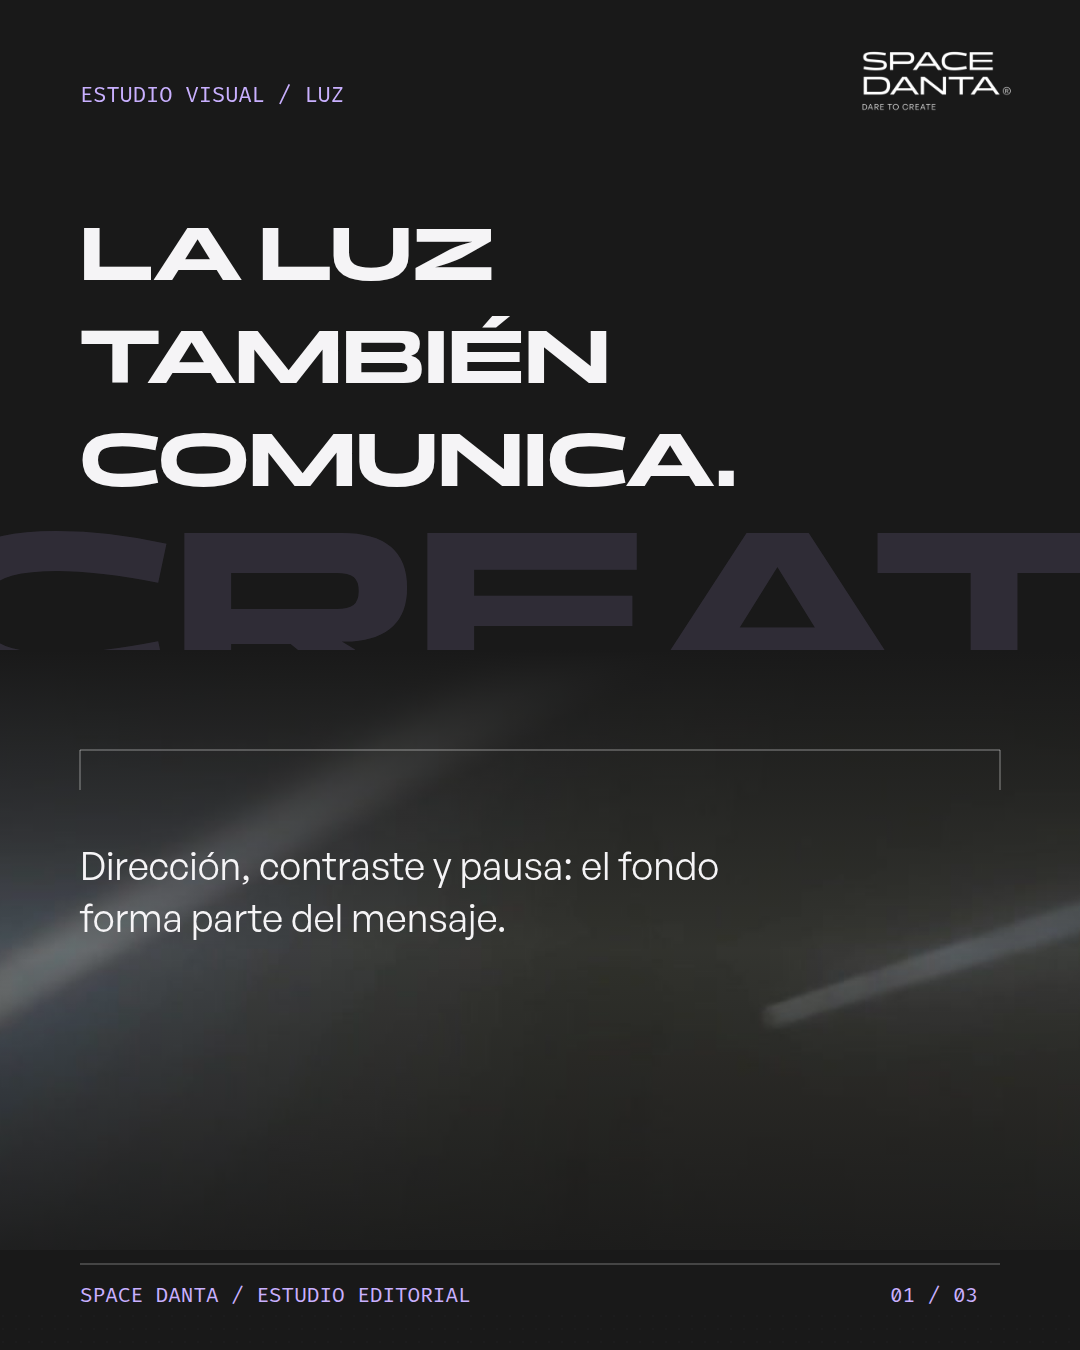 ESTUDIO VISUAL / LUZ
SPACE
DANTA®
DARE TO CREATE
LA LUZ
TAMBIÉN
COMUNICA.
CREAT
Dirección, contraste y pausa: el fondo
forma parte del mensaje.
SPACE DANTA / ESTUDIO EDITORIAL
01 / 03